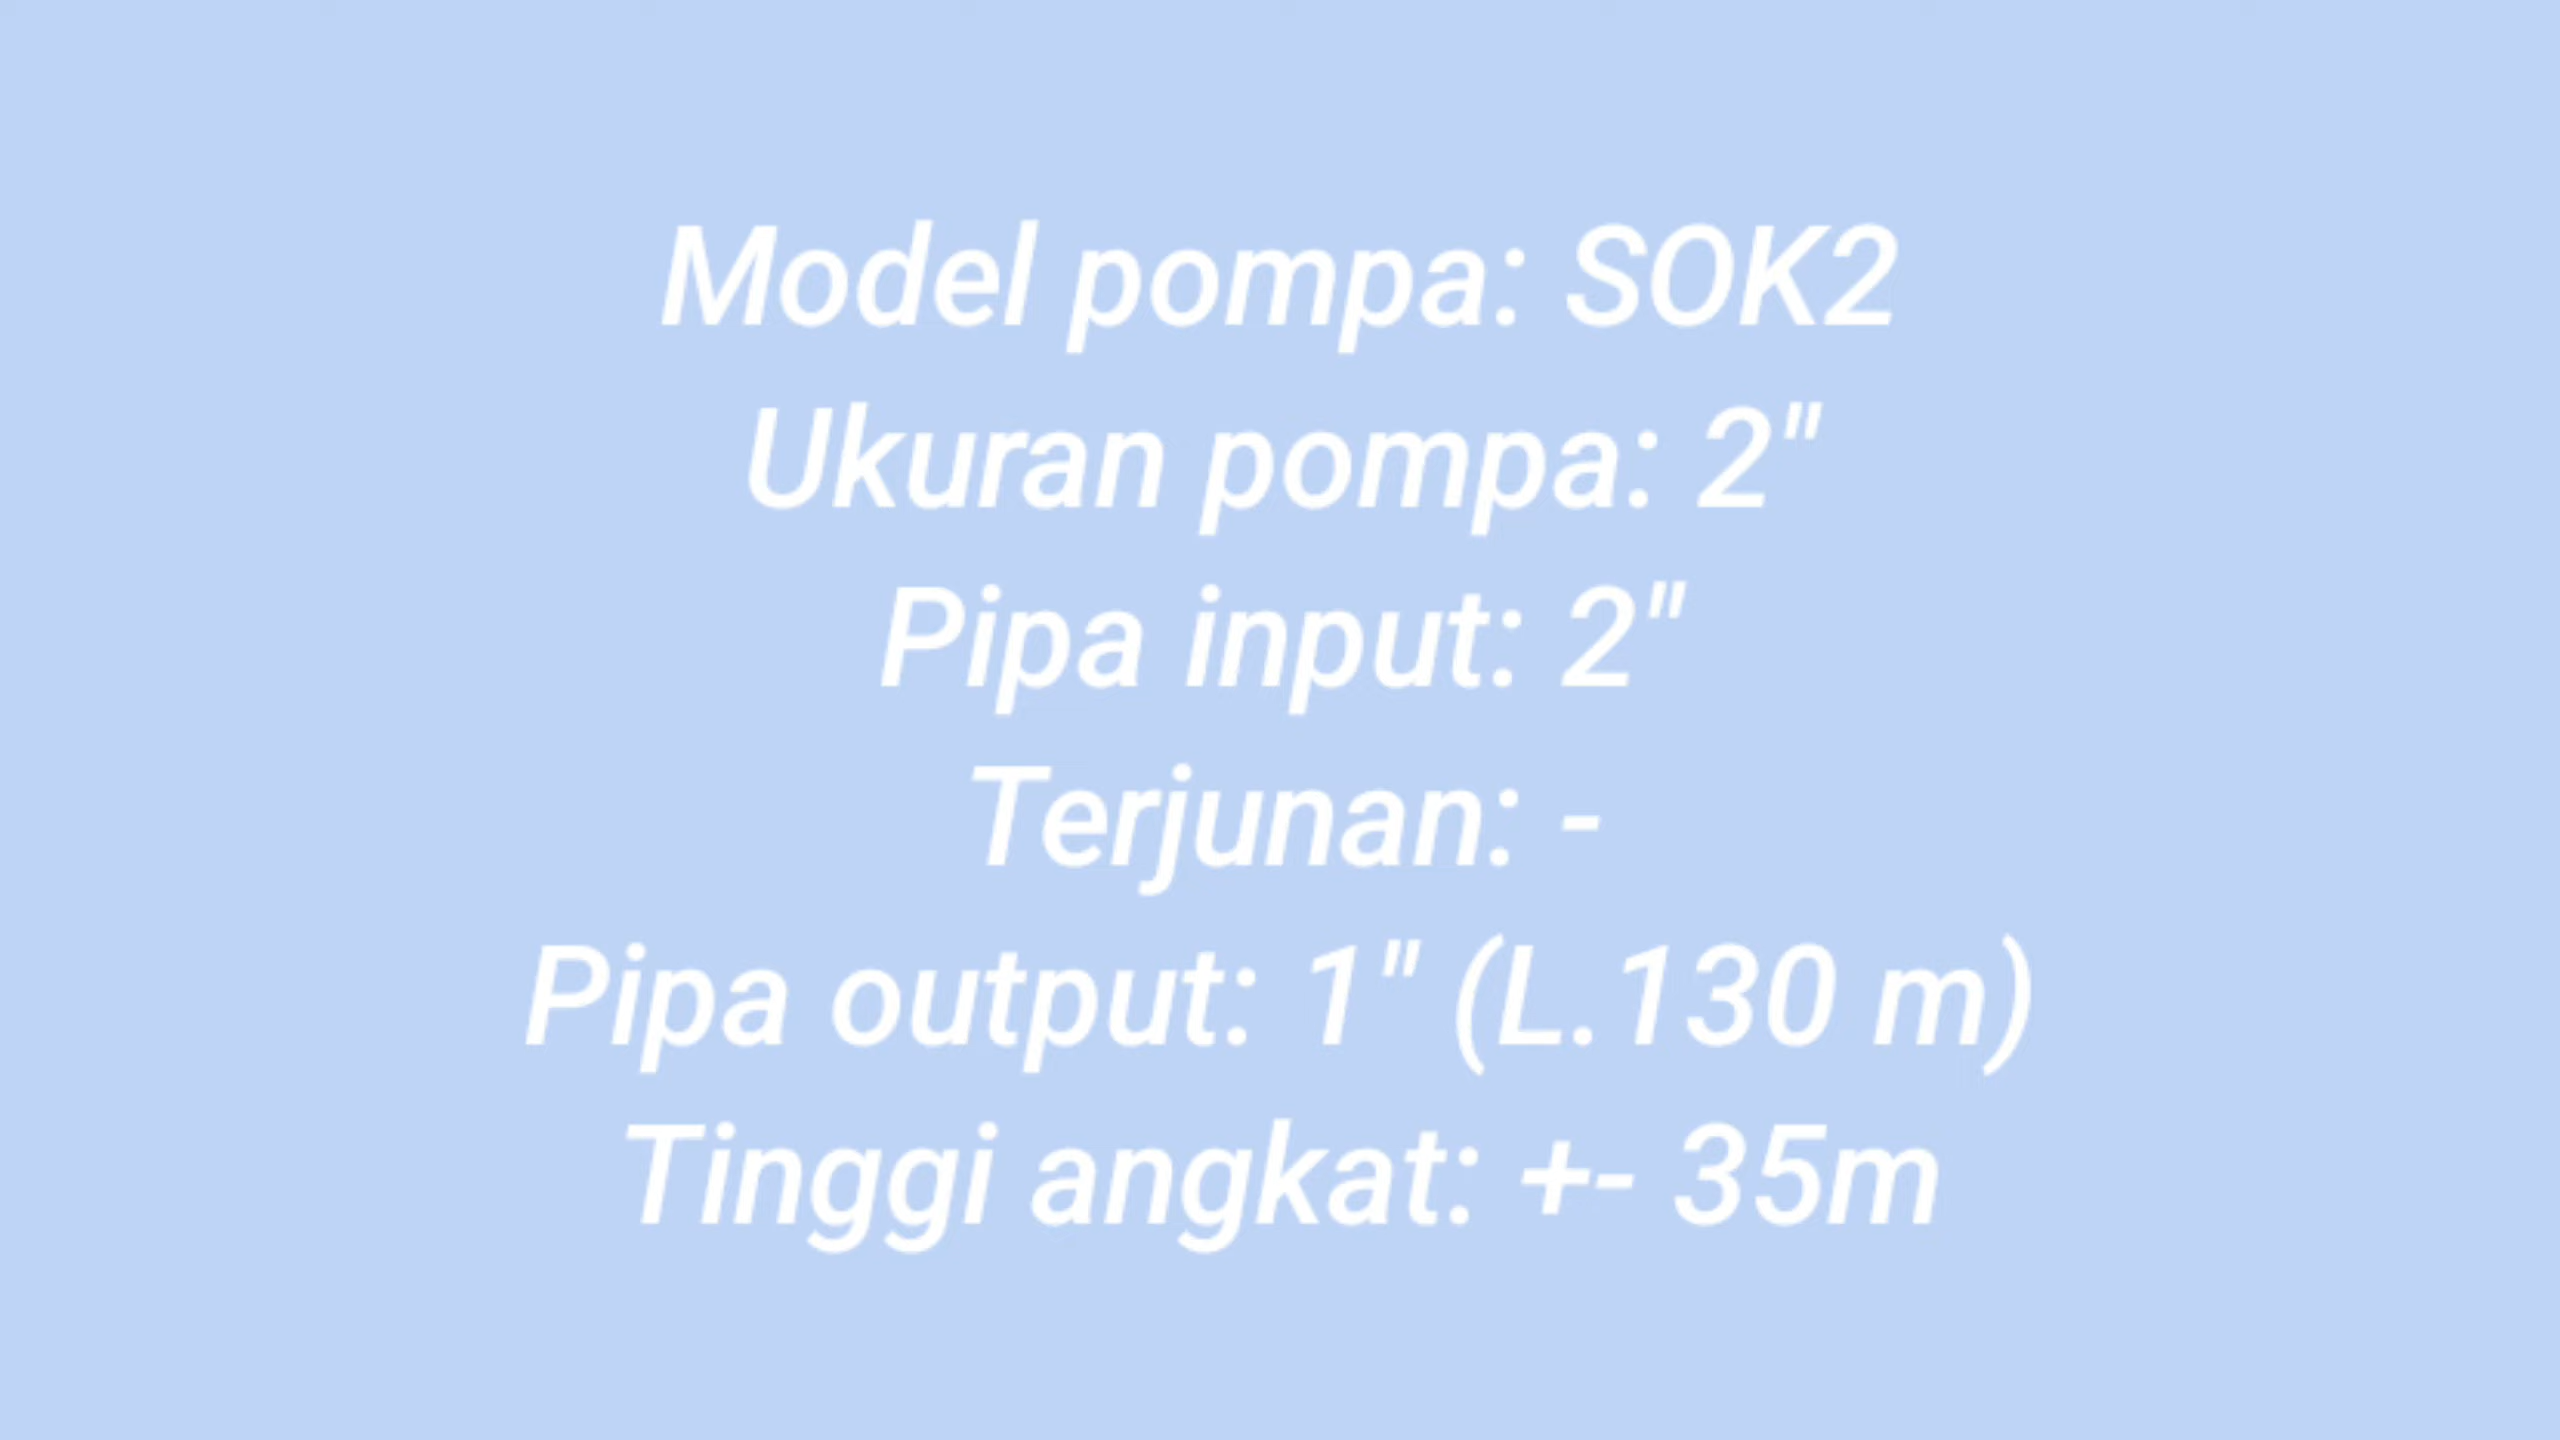 Model pompa: SOK2
Ukuran pompa: 2"
Pipa input: 2"
Terjunan: -
Pipa output: 1" (L.130 m)
Tinggi angkat: +- 35m